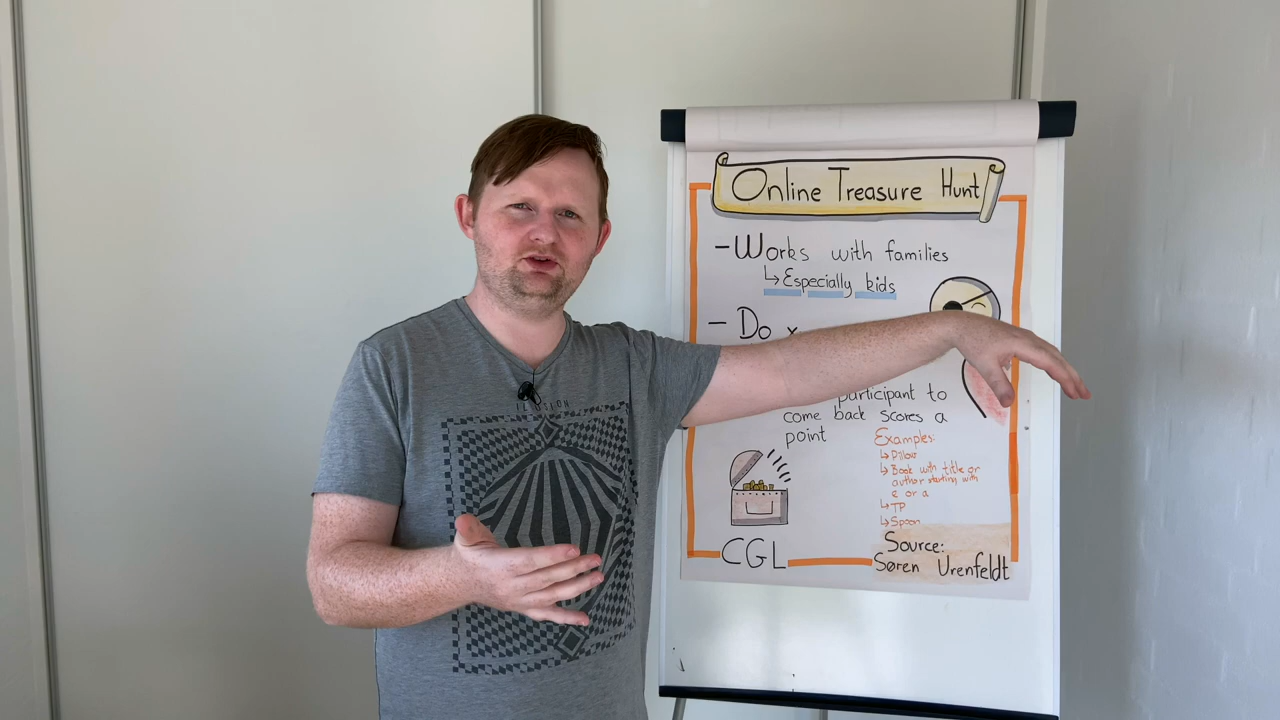 Online Treasure Hunt
- Works with families
↳ Especially kids
- Do
participant to
come back scores a
point
Examples:
↳ Pillow
↳ Book with title or
author starting with
e or a
↳ TP
↳ Spoon
CGL
Source:
Søren Urenfeldt